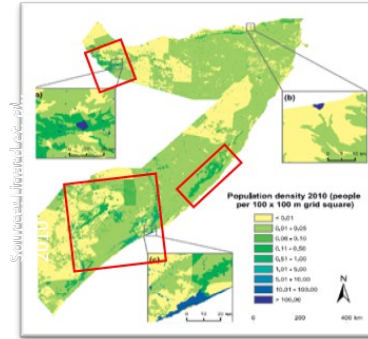 a)
(b)
(c)
Population density 2010 (people
per 100 x 100 m grid square)
< 0,01
0,01 - 0,05
0,06 - 0,10
0,11 - 0,50
0,51 - 1,00
1,01 - 5,00
5,01 - 10,00
10,01 - 100,00
> 100,00
N
0 200 400 km
2010